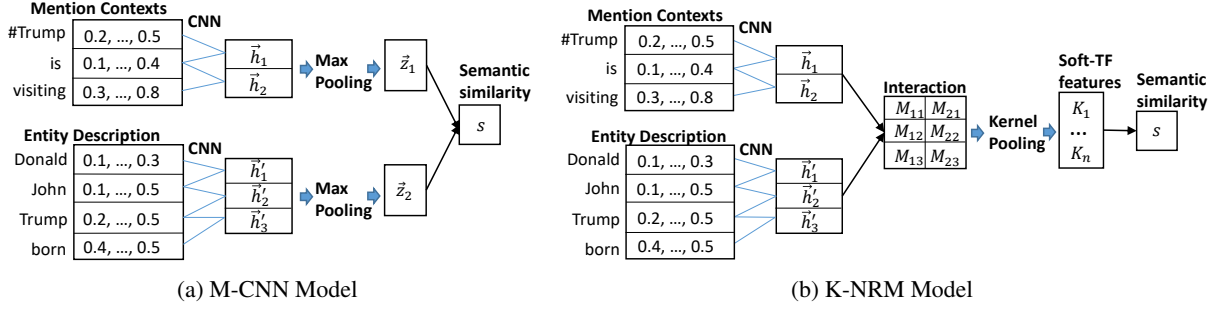 Mention Contexts
CNN
#Trump 0.2, …, 0.5
is 0.1, …, 0.4
visiting 0.3, …, 0.8
h⃗₁
h⃗₂
Max Pooling
z⃗₁
Entity Description
CNN
Donald 0.1, …, 0.3
John 0.1, …, 0.5
Trump 0.2, …, 0.5
born 0.4, …, 0.5
h⃗′₁
h⃗′₂
h⃗′₃
Max Pooling
z⃗₂
Semantic similarity
s
(a) M-CNN Model
Mention Contexts
CNN
#Trump 0.2, …, 0.5
is 0.1, …, 0.4
visiting 0.3, …, 0.8
h⃗₁
h⃗₂
Entity Description
CNN
Donald 0.1, …, 0.3
John 0.1, …, 0.5
Trump 0.2, …, 0.5
born 0.4, …, 0.5
h⃗′₁
h⃗′₂
h⃗′₃
Interaction
M₁₁ M₂₁
M₁₂ M₂₂
M₁₃ M₂₃
Kernel Pooling
Soft-TF features
K₁
…
Kₙ
Semantic similarity
s
(b) K-NRM Model